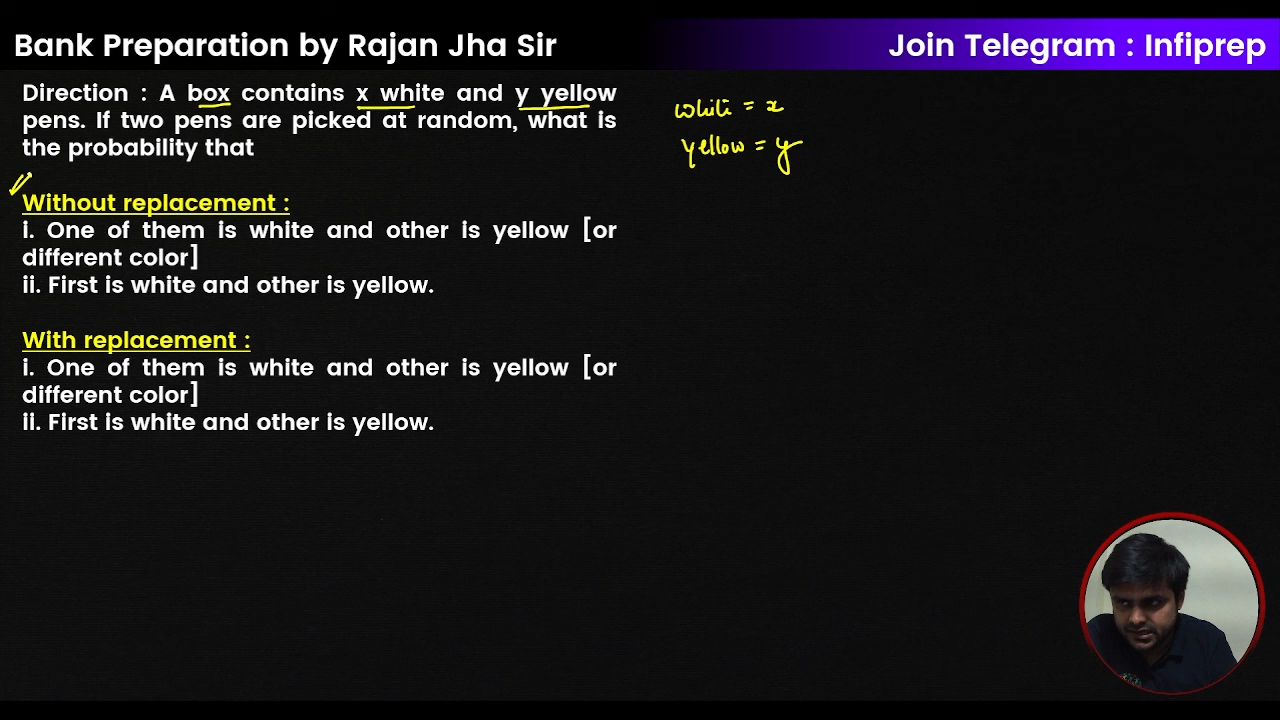 Bank Preparation by Rajan Jha Sir
Join Telegram : Infiprep
Direction : A box contains x white and y yellow
pens. If two pens are picked at random, what is
the probability that
white = x
yellow = y
Without replacement :
i. One of them is white and other is yellow [or
different color]
ii. First is white and other is yellow.
With replacement :
i. One of them is white and other is yellow [or
different color]
ii. First is white and other is yellow.